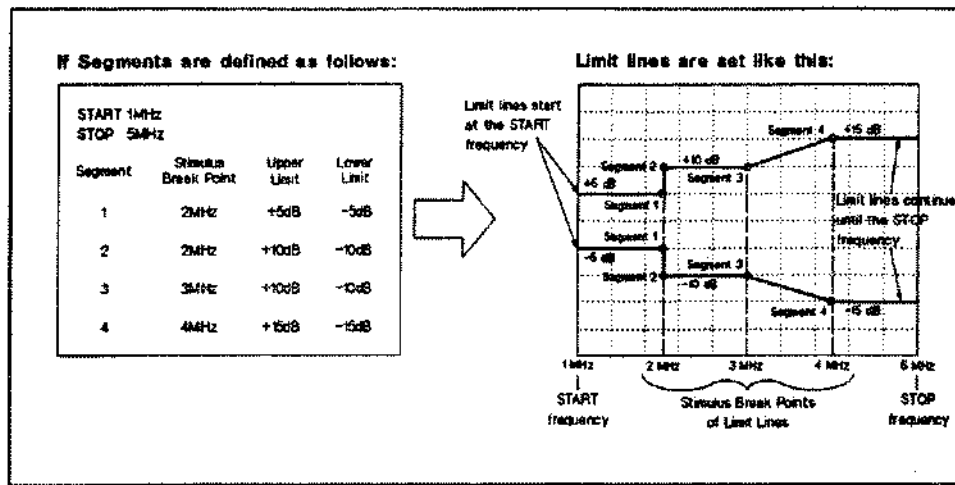 If Segments are defined as follows:
START 1MHz
STOP 5MHz
Segment Stimulus Break Point Upper Limit Lower Limit
1 2MHz +5dB -5dB
2 2MHz +10dB -10dB
3 3MHz +10dB -10dB
4 4MHz +15dB -15dB
Limit lines are set like this:
Limit lines start
at the START
frequency
Segment 4 +15 dB
Segment 2 +10 dB
Segment 3
+5 dB
Segment 1
Limit lines continue
until the STOP
frequency
Segment 1
-5 dB
Segment 3
Segment 2 -10 dB
Segment 4 -15 dB
1 MHz 2 MHz 3 MHz 4 MHz 5 MHz
START
frequency
Stimulus Break Points
of Limit Lines
STOP
frequency